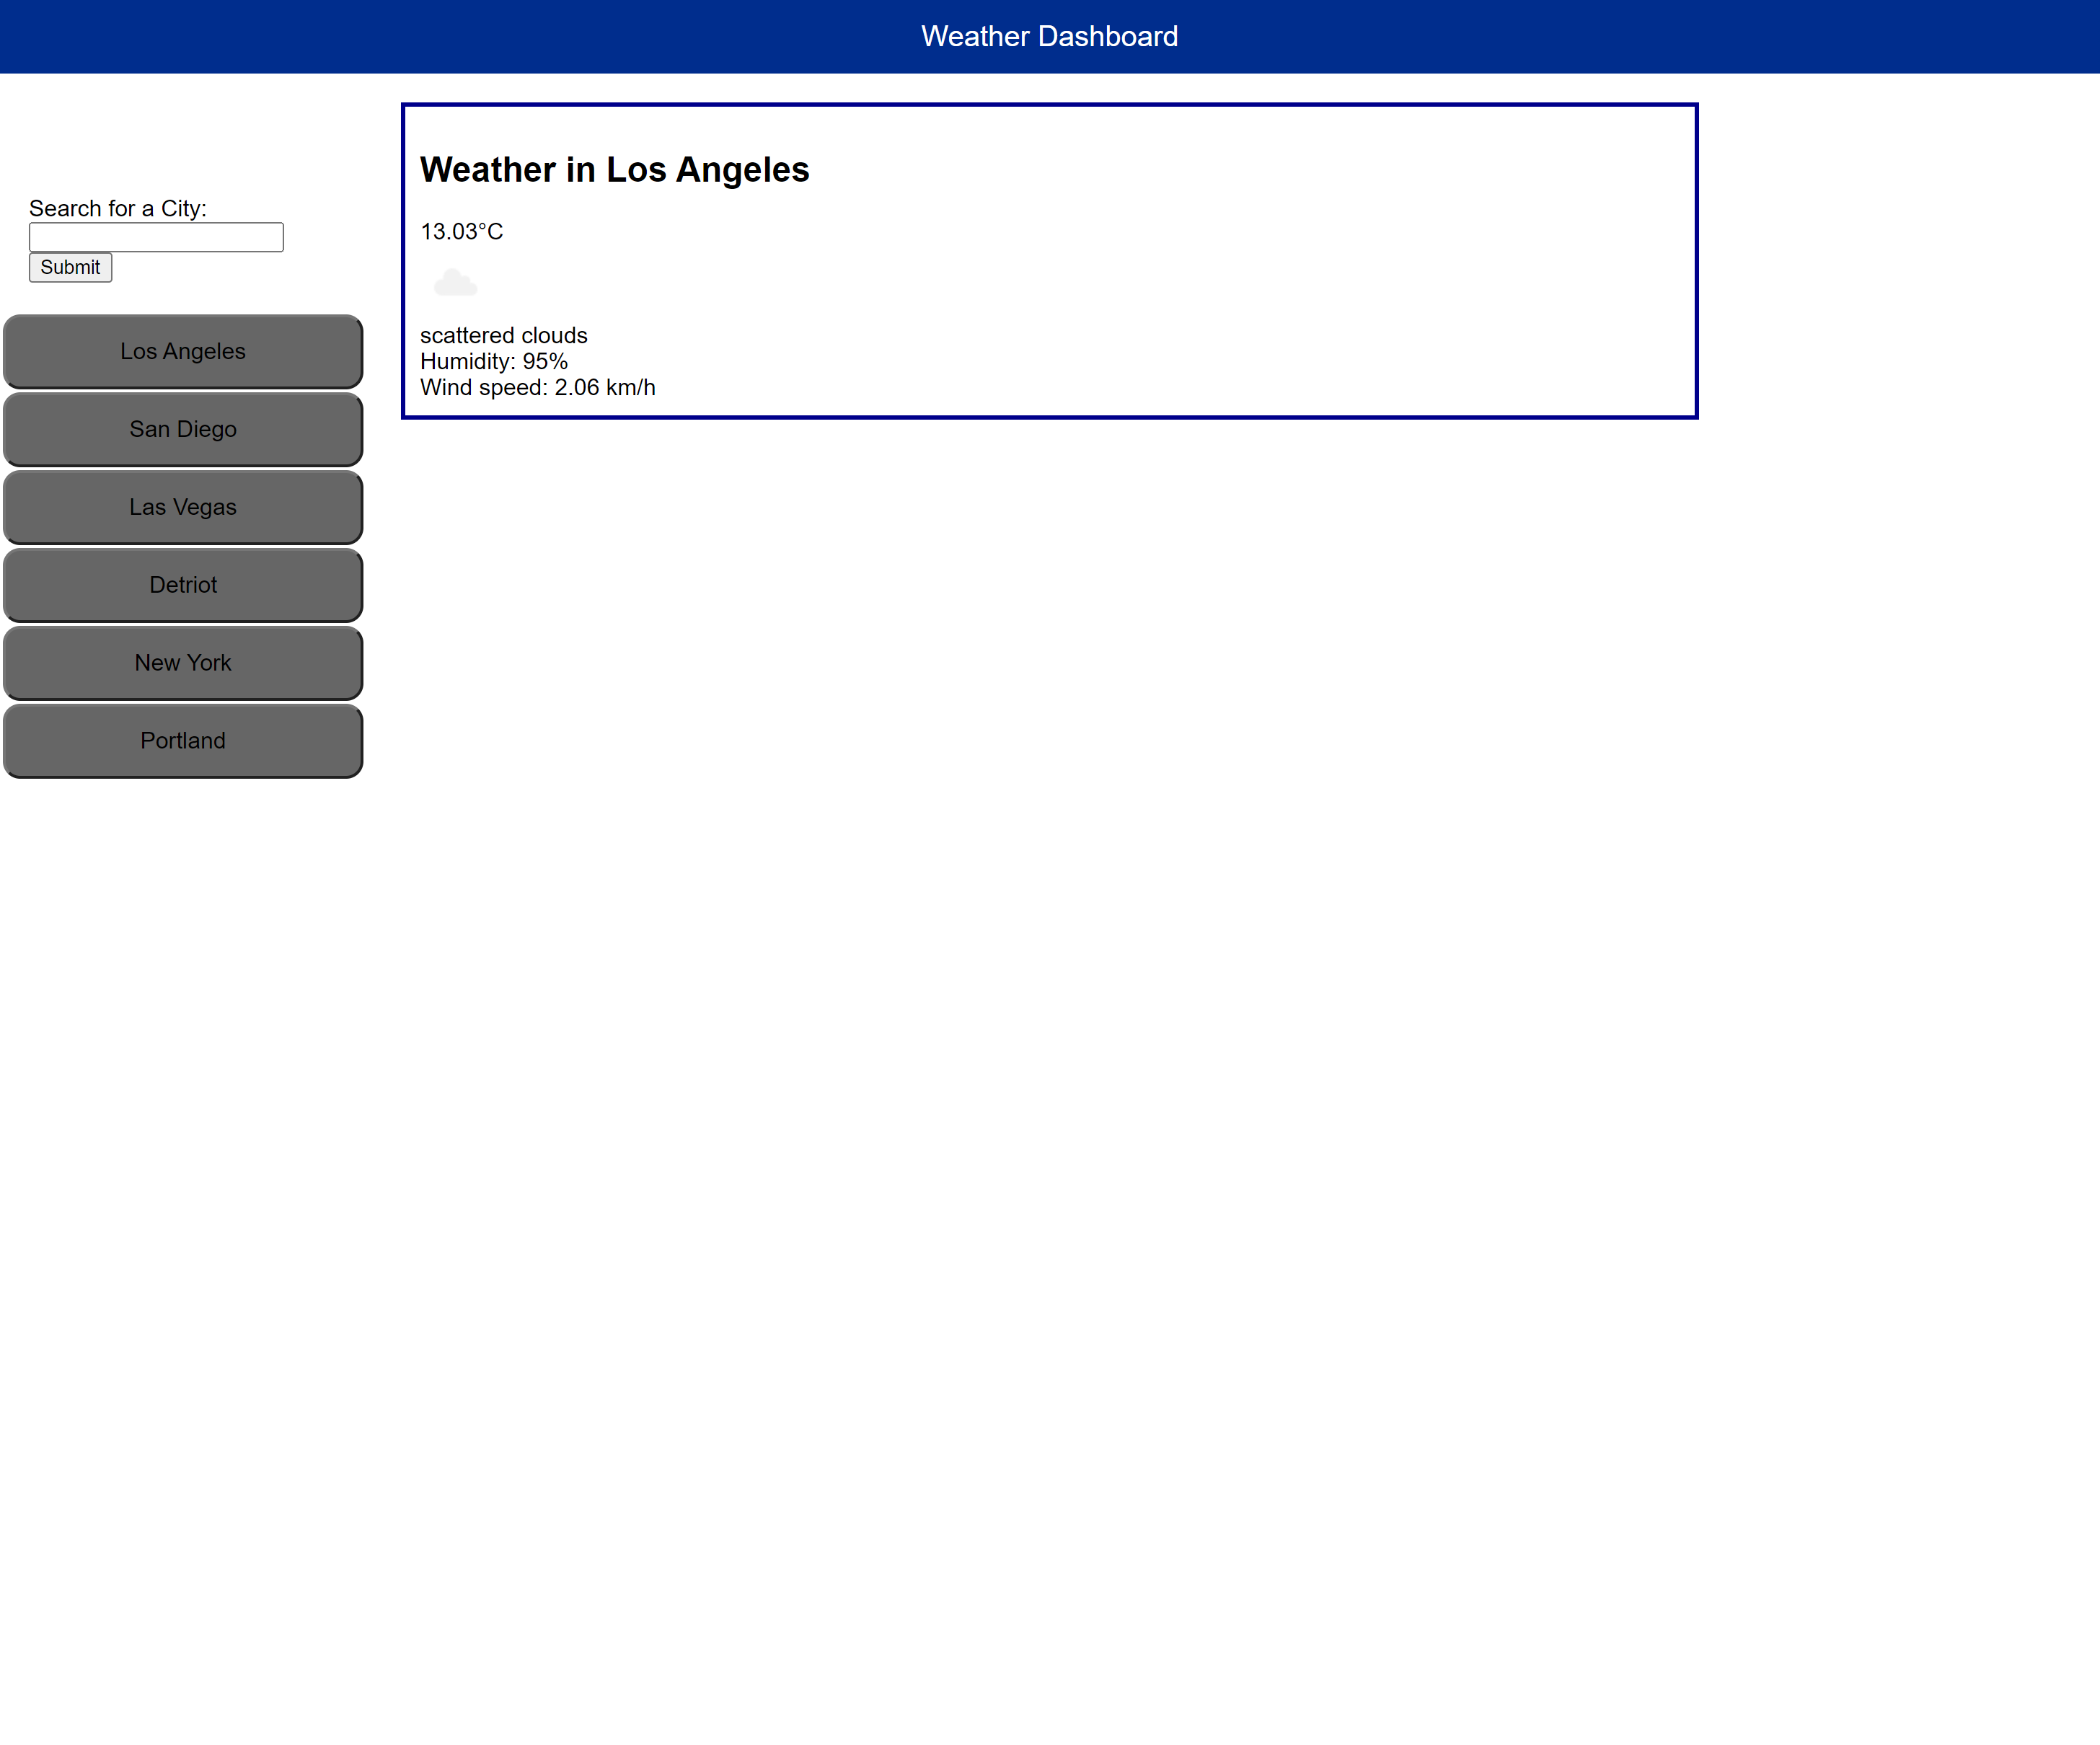 Weather Dashboard
Search for a City:
Submit
Los Angeles
San Diego
Las Vegas
Detriot
New York
Portland
Weather in Los Angeles
13.03°C
scattered clouds
Humidity: 95%
Wind speed: 2.06 km/h